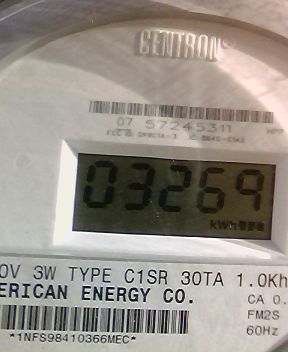 CENTRON®
07 57245311
03269
kWh
0V 3W TYPE C1SR 30TA 1.0Kh
ERICAN ENERGY CO.
CA 0.
FM2S
*1NFS98410366MEC*
60Hz